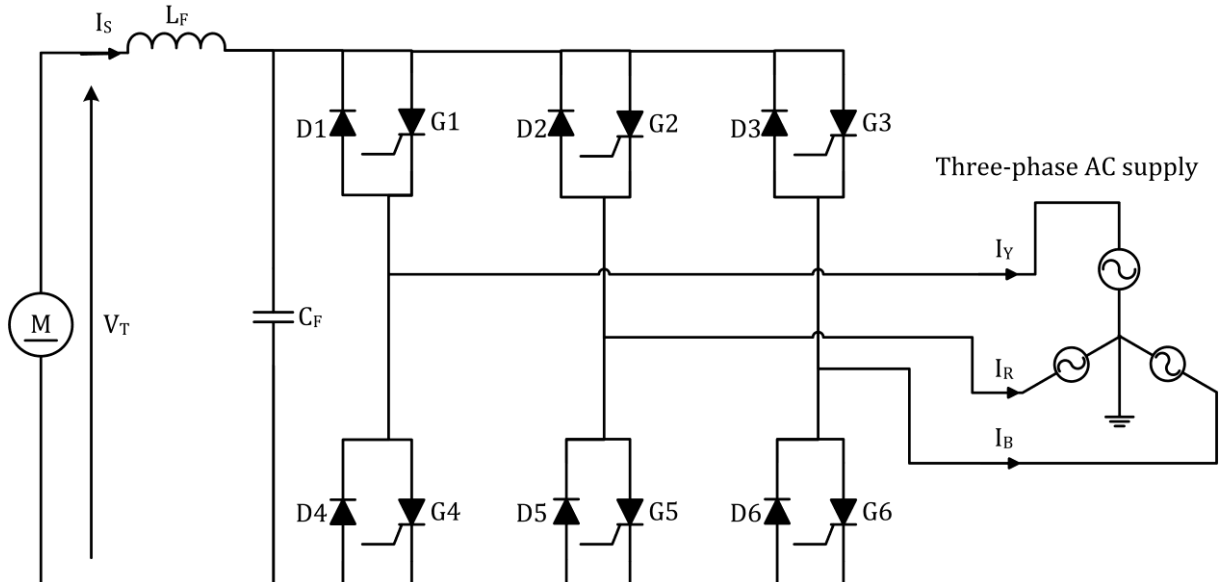 I_S
L_F
D1
G1
D2
G2
D3
G3
Three-phase AC supply
I_Y
M
V_T
C_F
I_R
I_B
D4
G4
D5
G5
D6
G6